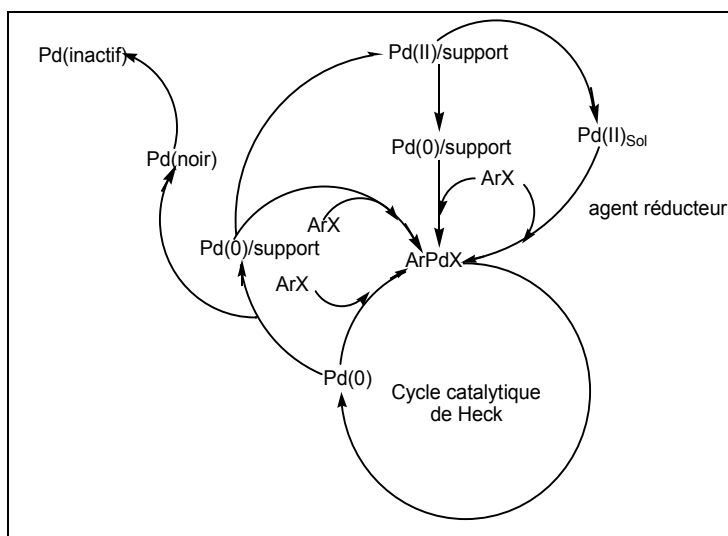 Pd(inactif)
Pd(II)/support
Pd(noir)
Pd(0)/support
Pd(II)Sol
ArX
agent réducteur
ArX
Pd(0)/support
ArPdX
ArX
Pd(0)
Cycle catalytique
de Heck